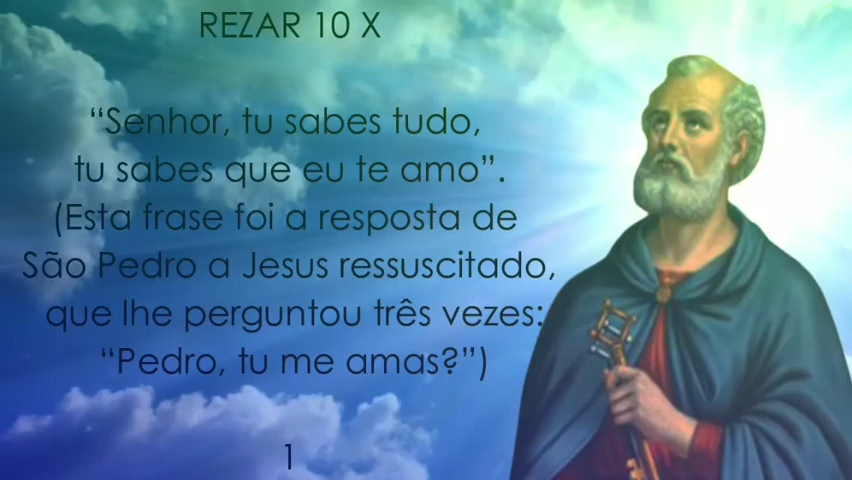 REZAR 10 X
“Senhor, tu sabes tudo,
tu sabes que eu te amo”.
(Esta frase foi a resposta de
São Pedro a Jesus ressuscitado,
que lhe perguntou três vezes:
“Pedro, tu me amas?”)
1